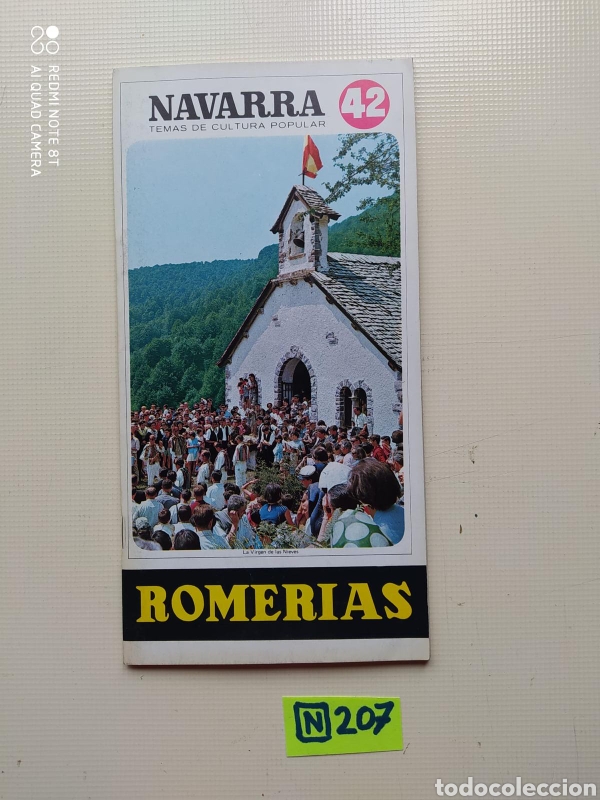 REDMI NOTE 8T
AI QUAD CAMERA
NAVARRA 42
TEMAS DE CULTURA POPULAR
La Virgen de las Nieves
ROMERIAS
N 207
todocoleccion